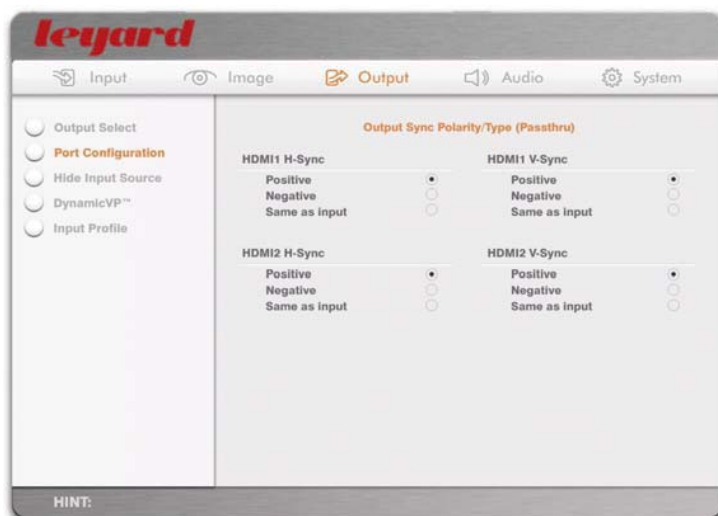 leyard
Input Image Output Audio System
Output Select
Port Configuration
Hide Input Source
DynamicVP™
Input Profile
Output Sync Polarity/Type (Passthru)
HDMI1 H-Sync
Positive
Negative
Same as input
HDMI1 V-Sync
Positive
Negative
Same as input
HDMI2 H-Sync
Positive
Negative
Same as input
HDMI2 V-Sync
Positive
Negative
Same as input
HINT: